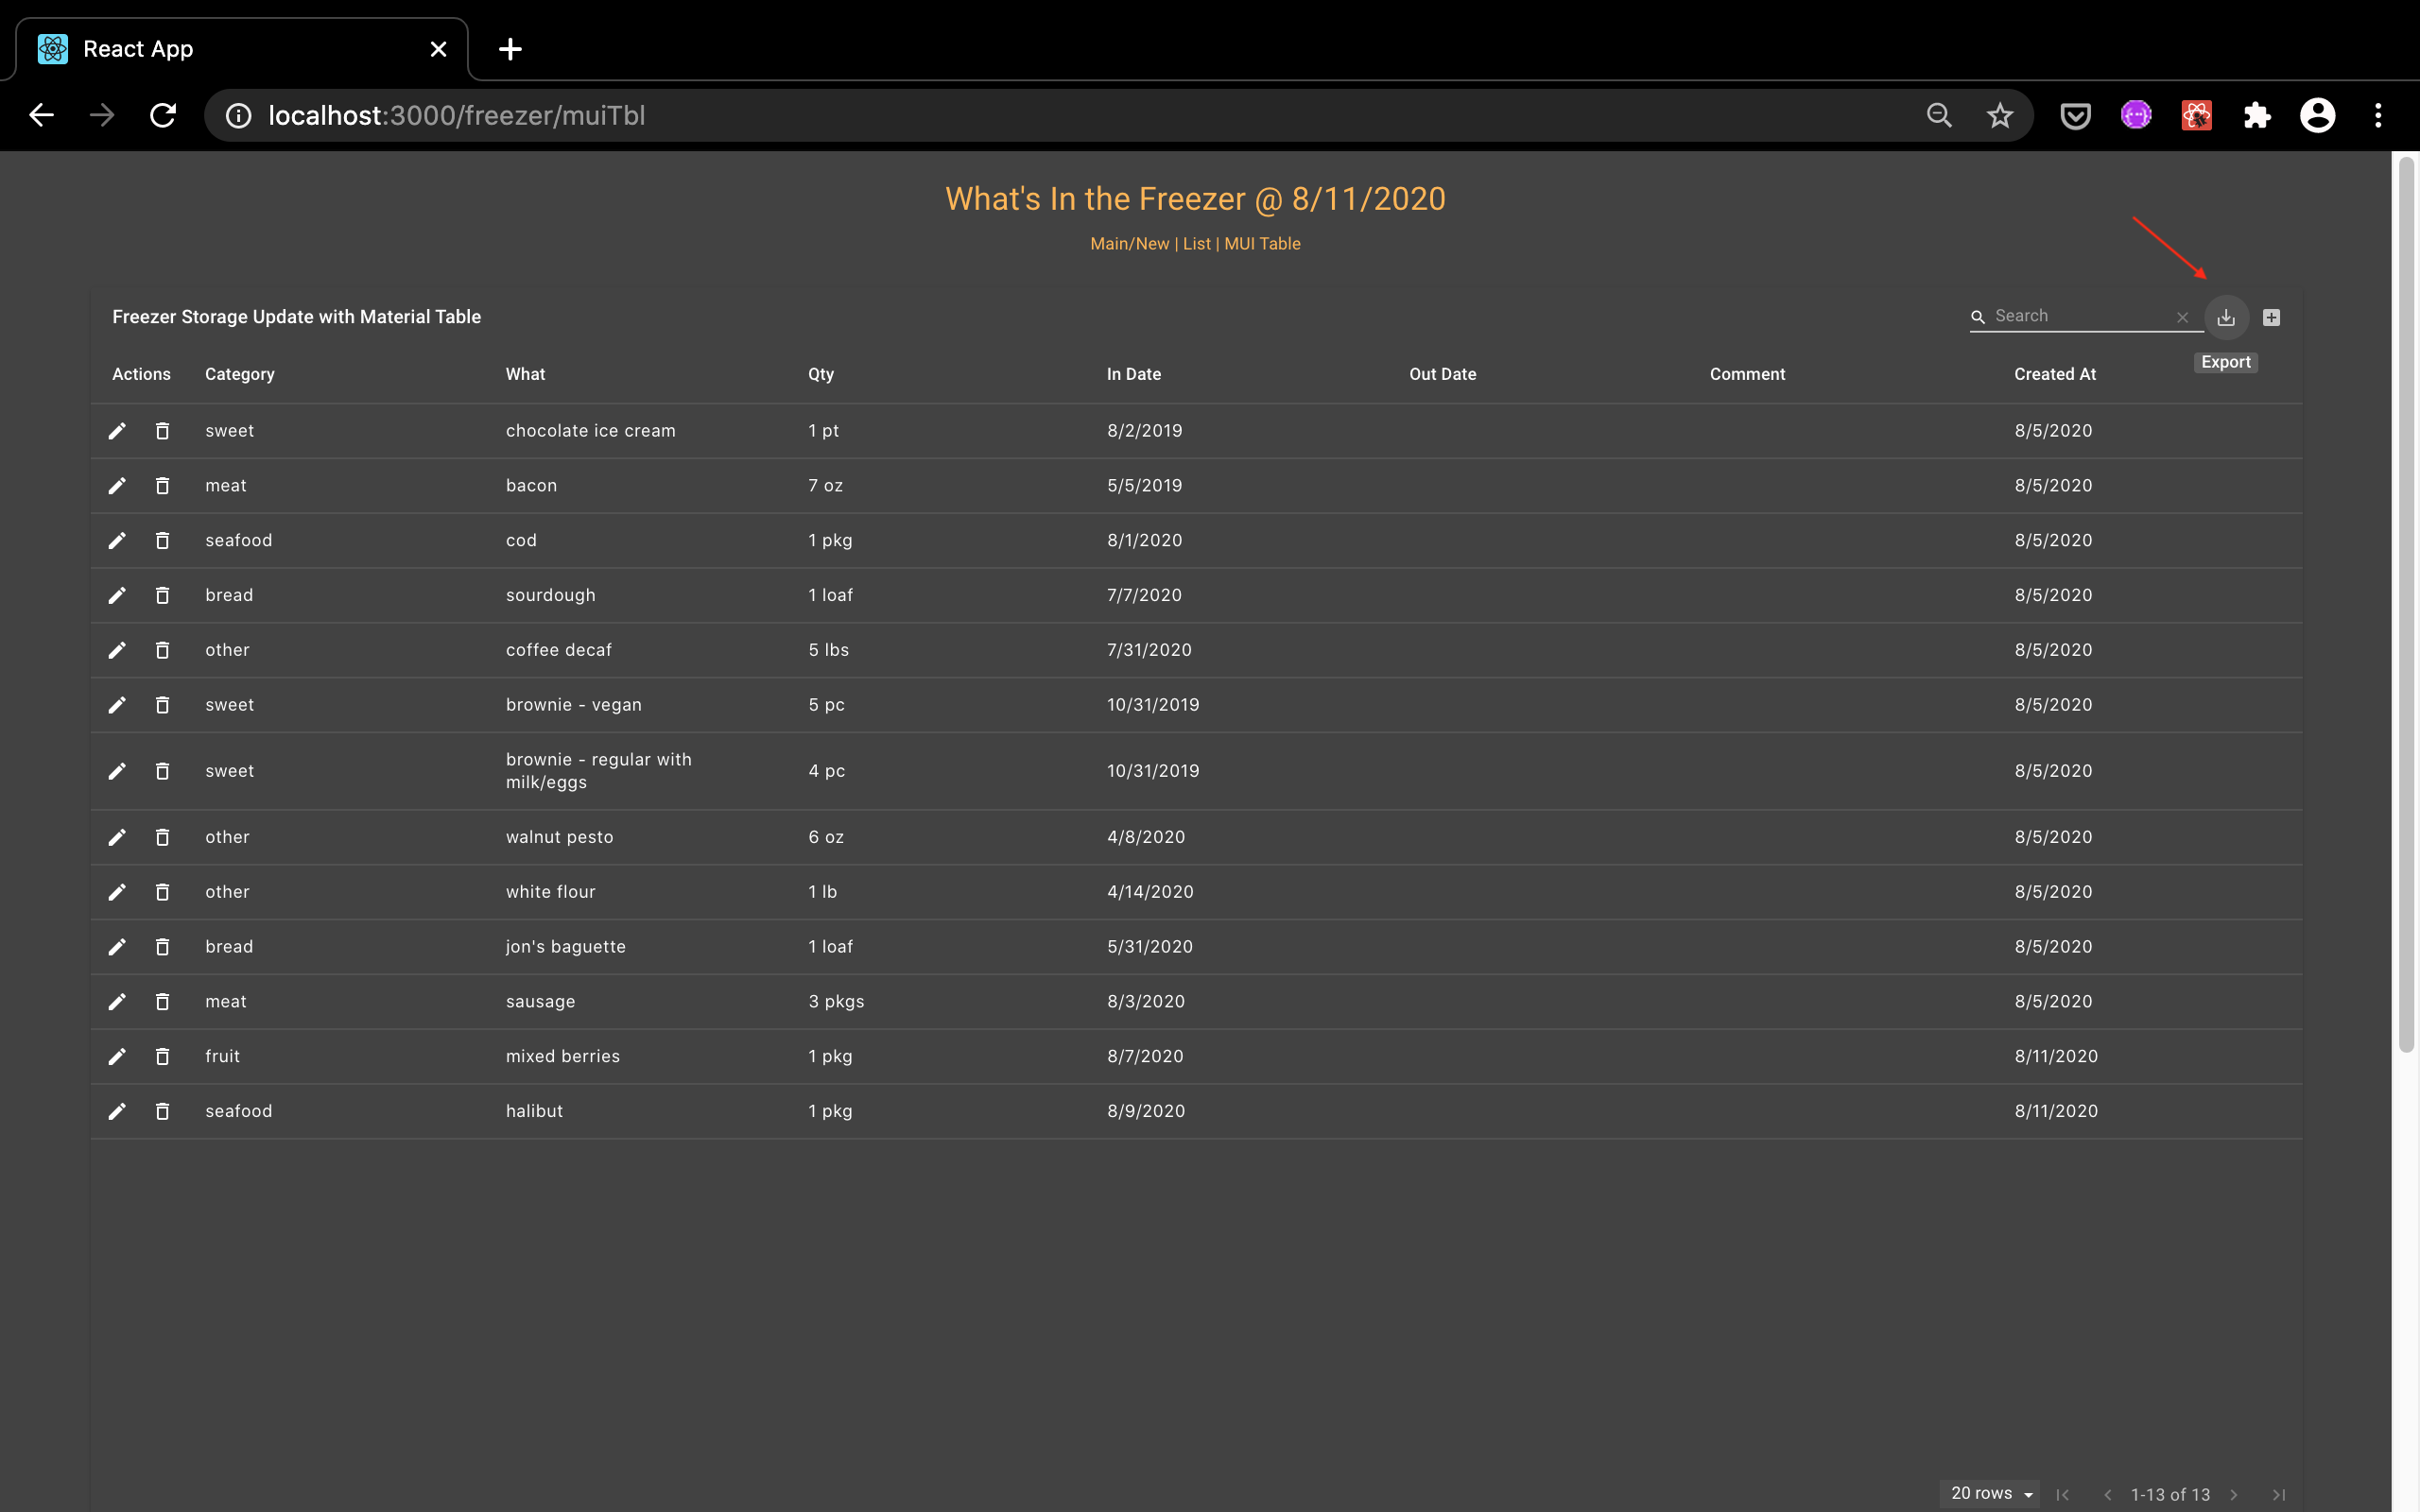 React App
localhost:3000/freezer/muiTbl
What's In the Freezer @ 8/11/2020
Main/New | List | MUI Table
Freezer Storage Update with Material Table
Search
Export
Actions Category What Qty In Date Out Date Comment Created At
sweet chocolate ice cream 1 pt 8/2/2019 8/5/2020
meat bacon 7 oz 5/5/2019 8/5/2020
seafood cod 1 pkg 8/1/2020 8/5/2020
bread sourdough 1 loaf 7/7/2020 8/5/2020
other coffee decaf 5 lbs 7/31/2020 8/5/2020
sweet brownie - vegan 5 pc 10/31/2019 8/5/2020
sweet brownie - regular with milk/eggs 4 pc 10/31/2019 8/5/2020
other walnut pesto 6 oz 4/8/2020 8/5/2020
other white flour 1 lb 4/14/2020 8/5/2020
bread jon's baguette 1 loaf 5/31/2020 8/5/2020
meat sausage 3 pkgs 8/3/2020 8/5/2020
fruit mixed berries 1 pkg 8/7/2020 8/11/2020
seafood halibut 1 pkg 8/9/2020 8/11/2020
20 rows 1-13 of 13